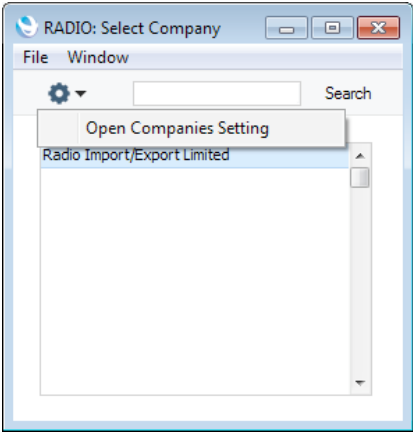 RADIO: Select Company
File Window
Search
Open Companies Setting
Radio Import/Export Limited